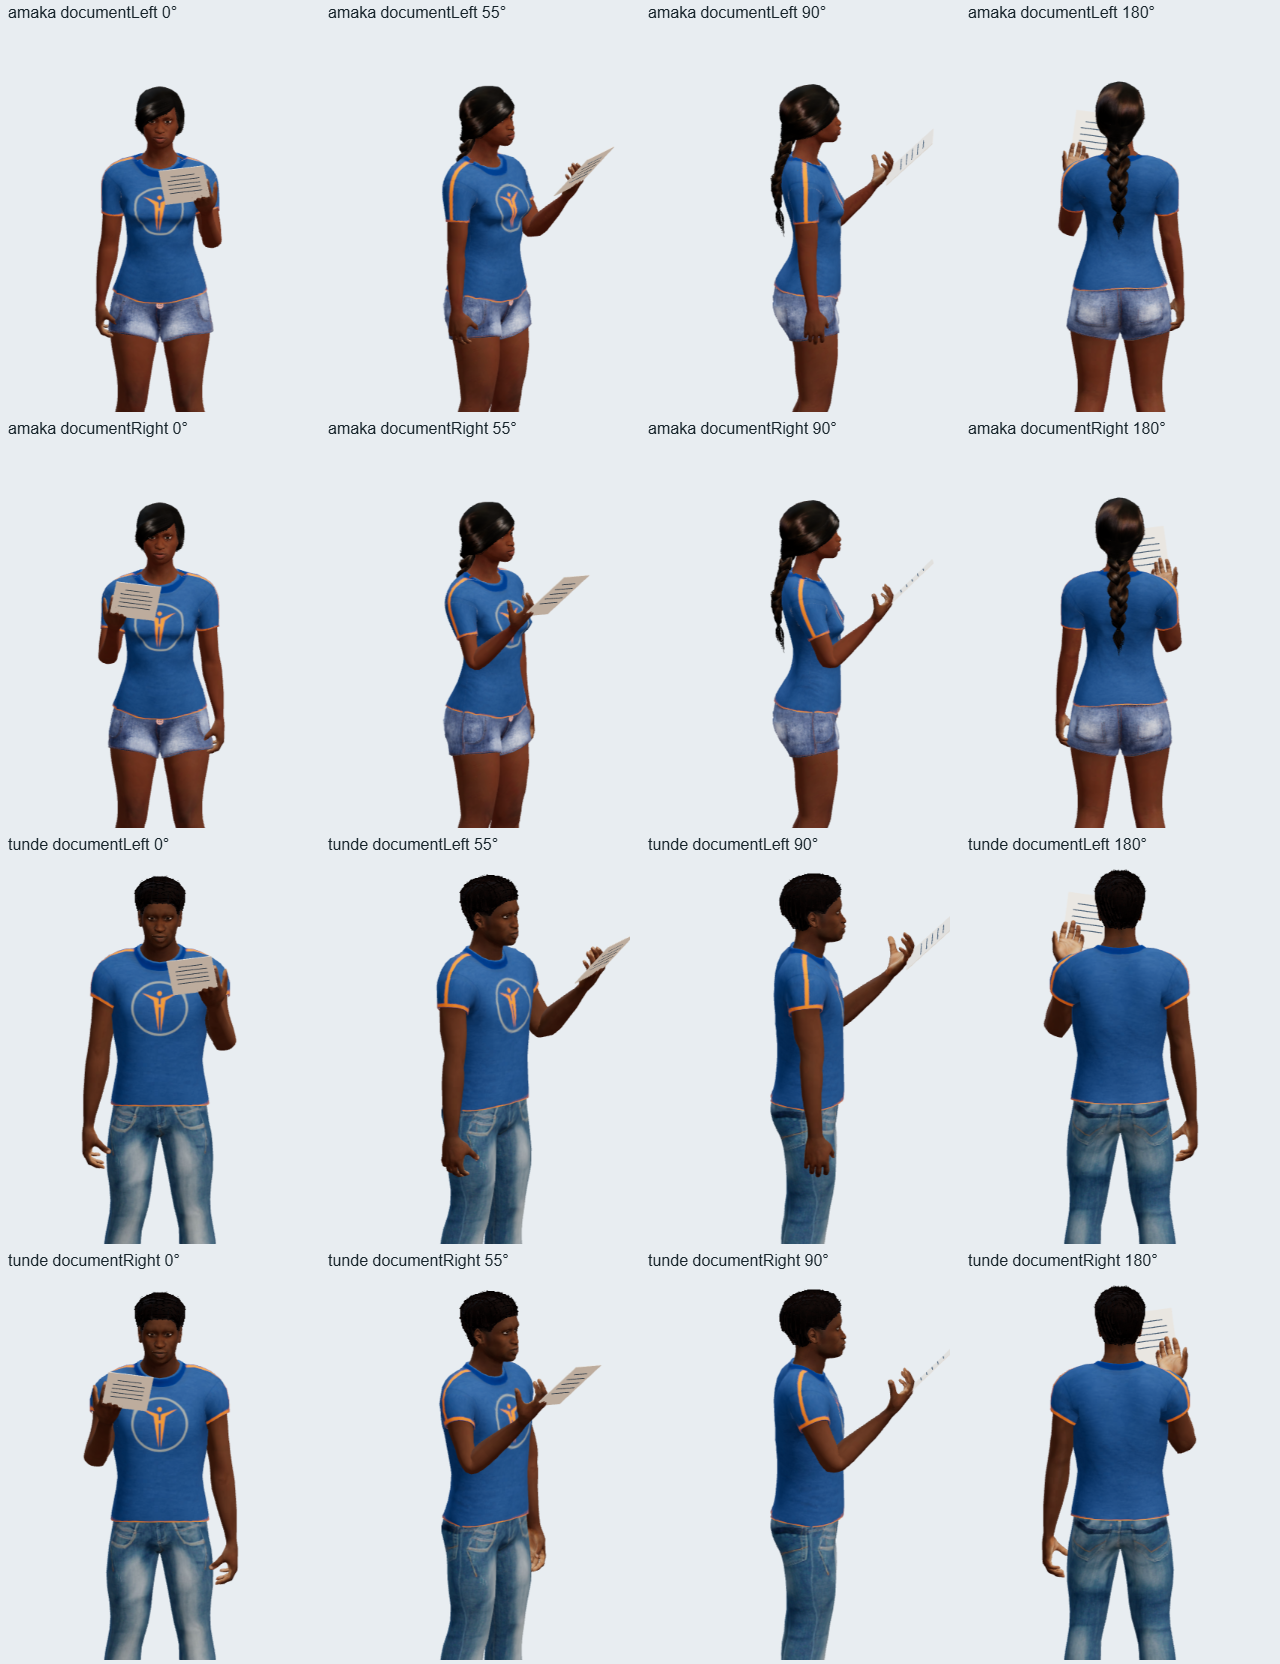 amaka documentLeft 0°
amaka documentLeft 55°
amaka documentLeft 90°
amaka documentLeft 180°
amaka documentRight 0°
amaka documentRight 55°
amaka documentRight 90°
amaka documentRight 180°
tunde documentLeft 0°
tunde documentLeft 55°
tunde documentLeft 90°
tunde documentLeft 180°
tunde documentRight 0°
tunde documentRight 55°
tunde documentRight 90°
tunde documentRight 180°